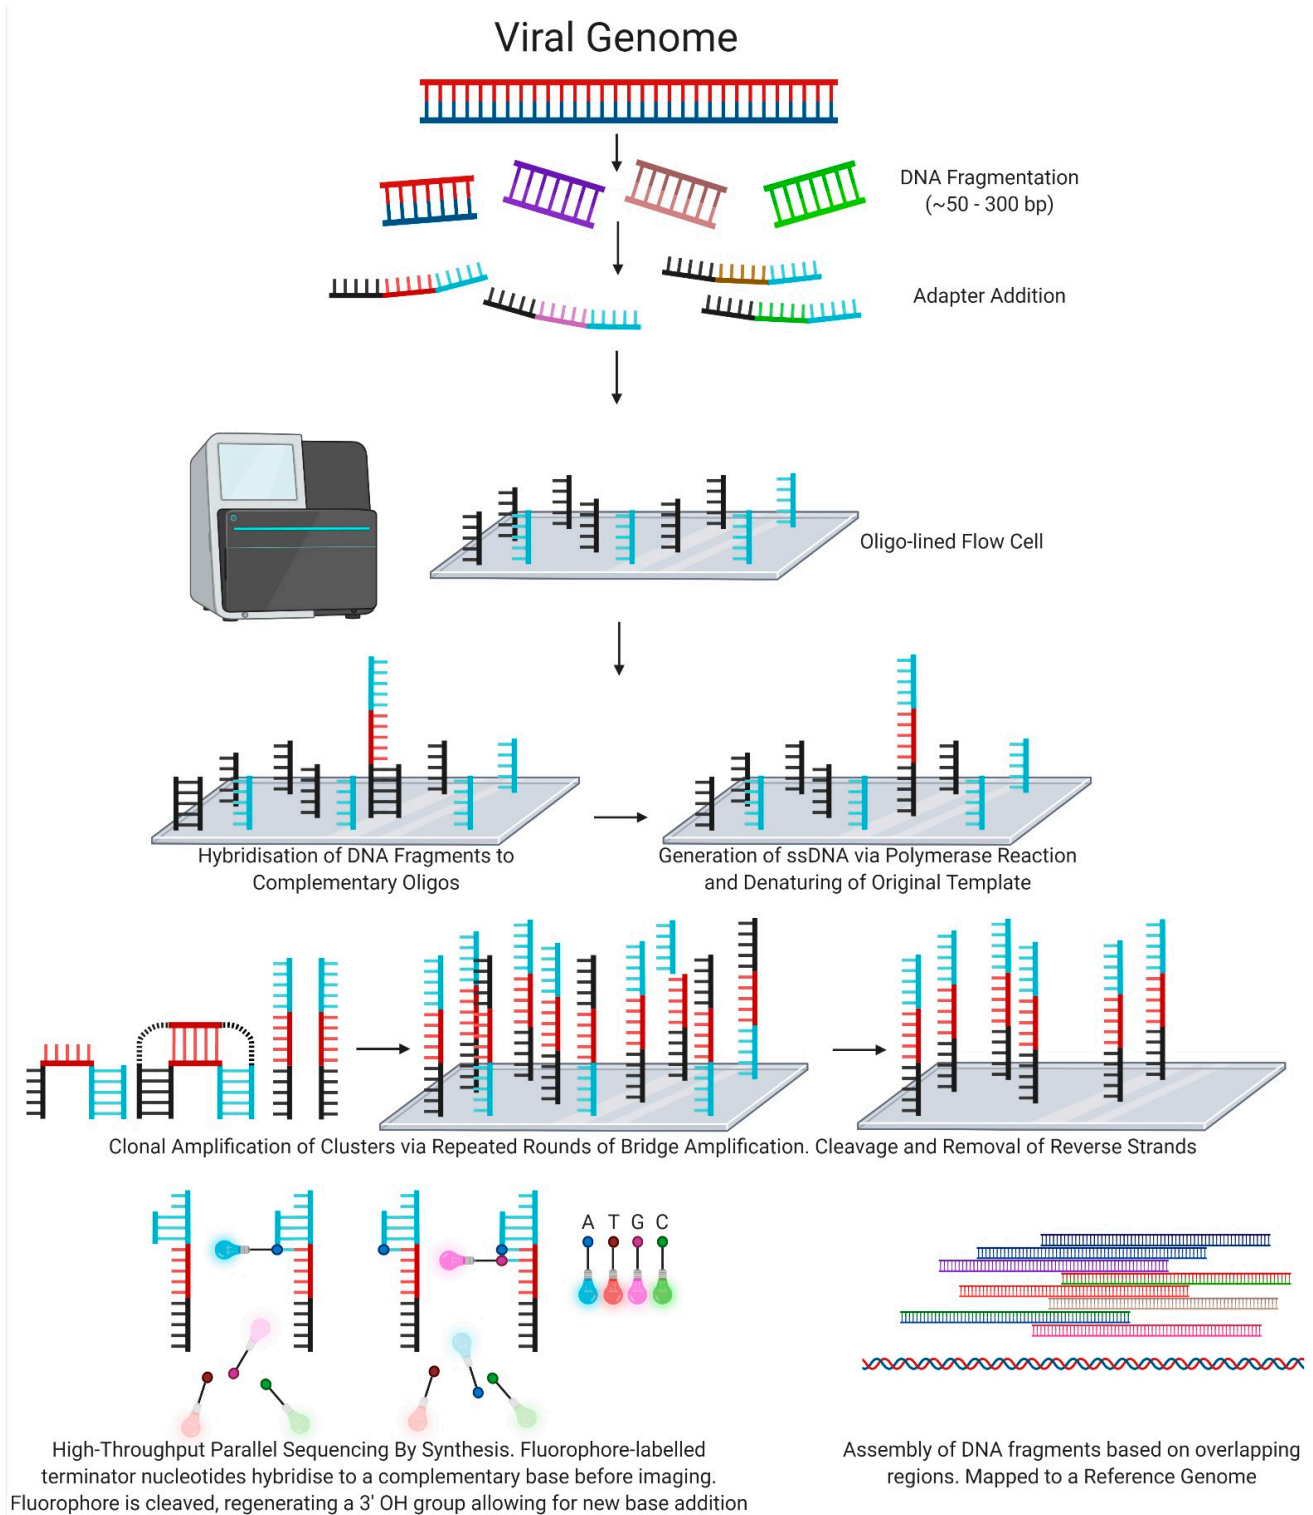 Viral Genome
DNA Fragmentation
(~50 - 300 bp)
Adapter Addition
Oligo-lined Flow Cell
Hybridisation of DNA Fragments to
Complementary Oligos
Generation of ssDNA via Polymerase Reaction
and Denaturing of Original Template
Clonal Amplification of Clusters via Repeated Rounds of Bridge Amplification. Cleavage and Removal of Reverse Strands
A T G C
High-Throughput Parallel Sequencing By Synthesis. Fluorophore-labelled
terminator nucleotides hybridise to a complementary base before imaging.
Fluorophore is cleaved, regenerating a 3' OH group allowing for new base addition
Assembly of DNA fragments based on overlapping
regions. Mapped to a Reference Genome